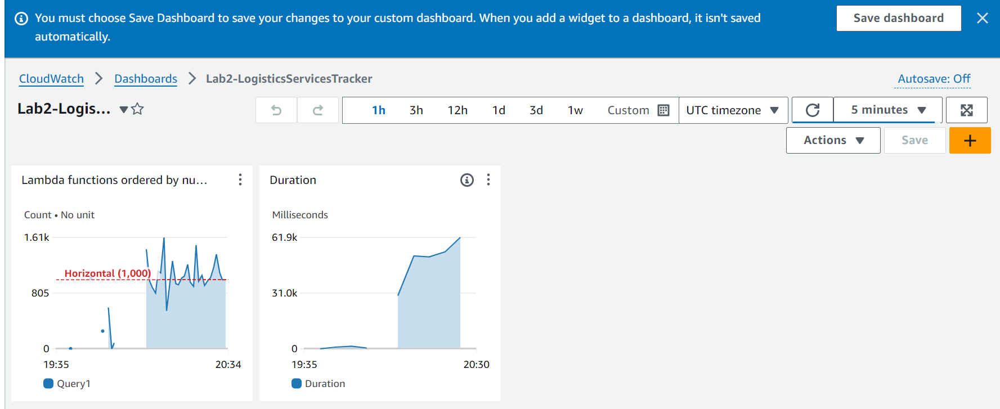 You must choose Save Dashboard to save your changes to your custom dashboard. When you add a widget to a dashboard, it isn't saved
automatically.
Save dashboard
CloudWatch
Dashboards
Lab2-LogisticsServicesTracker
Autosave: Off
Lab2-Logis...
1h
3h
12h
1d
3d
1w
Custom
UTC timezone
5 minutes
Actions
Save
Lambda functions ordered by nu...
Count • No unit
1.61k
Horizontal (1,000)
805
0
19:35
20:34
Query1
Duration
Milliseconds
61.9k
31.0k
0
19:35
20:30
Duration